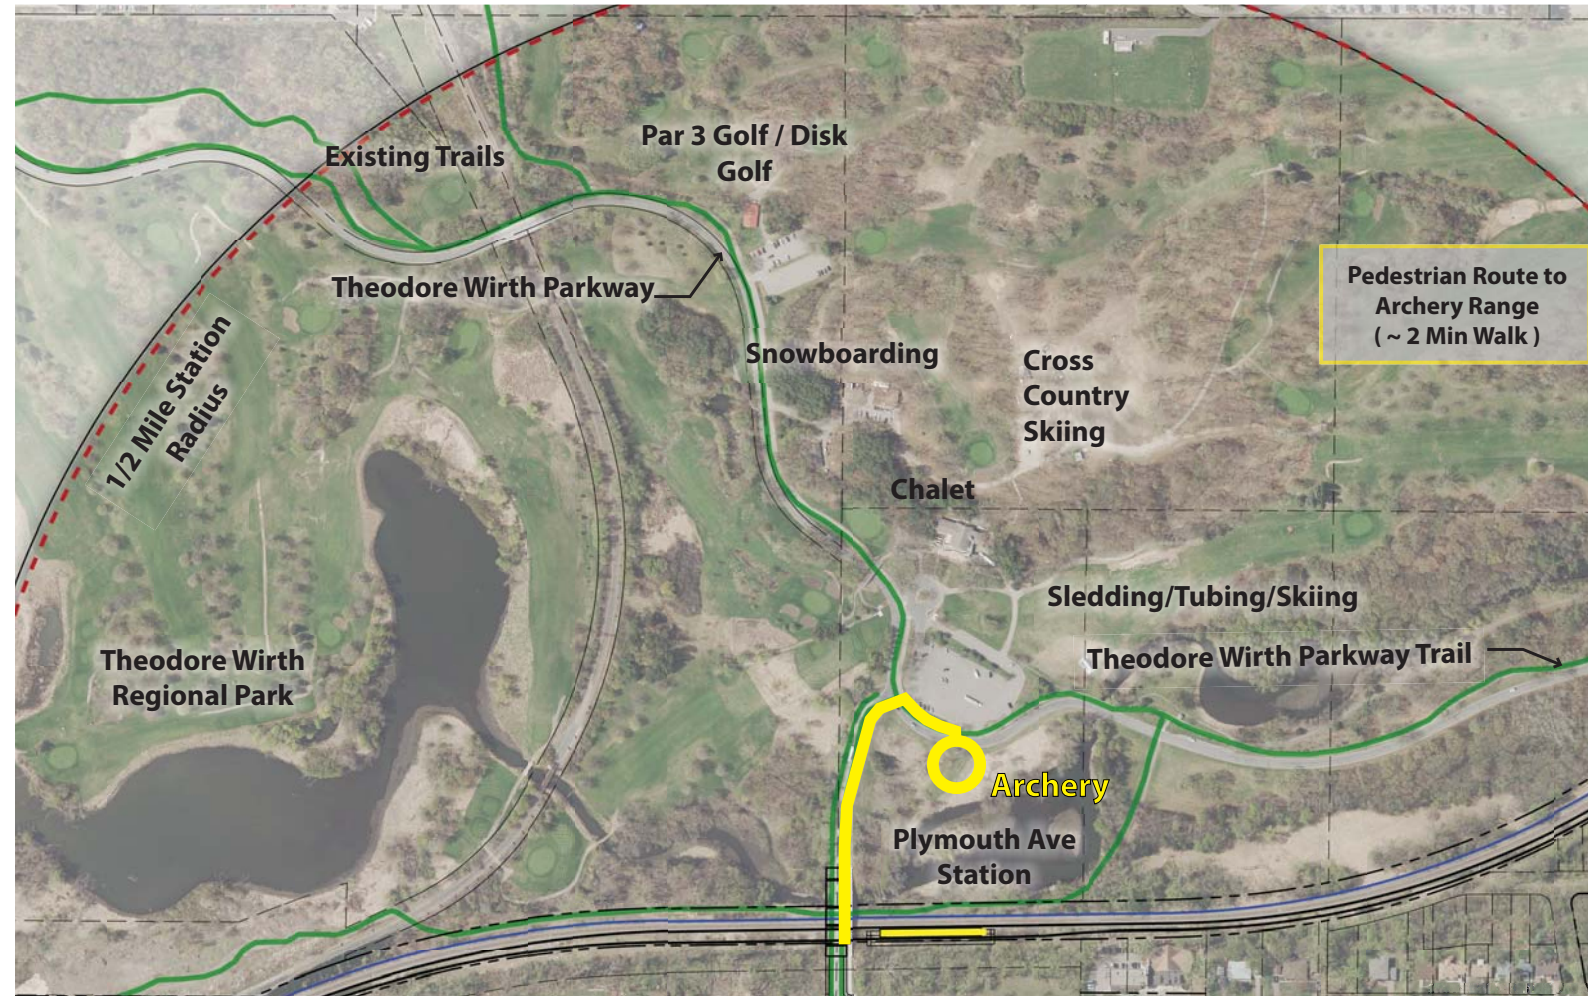 Par 3 Golf / Disk
Golf
Existing Trails
Theodore Wirth Parkway
Pedestrian Route to
Archery Range
( ~ 2 Min Walk )
1/2 Mile Station
Radius
Snowboarding
Cross
Country
Skiing
Chalet
Sledding/Tubing/Skiing
Theodore Wirth Parkway Trail
Theodore Wirth
Regional Park
Archery
Plymouth Ave
Station